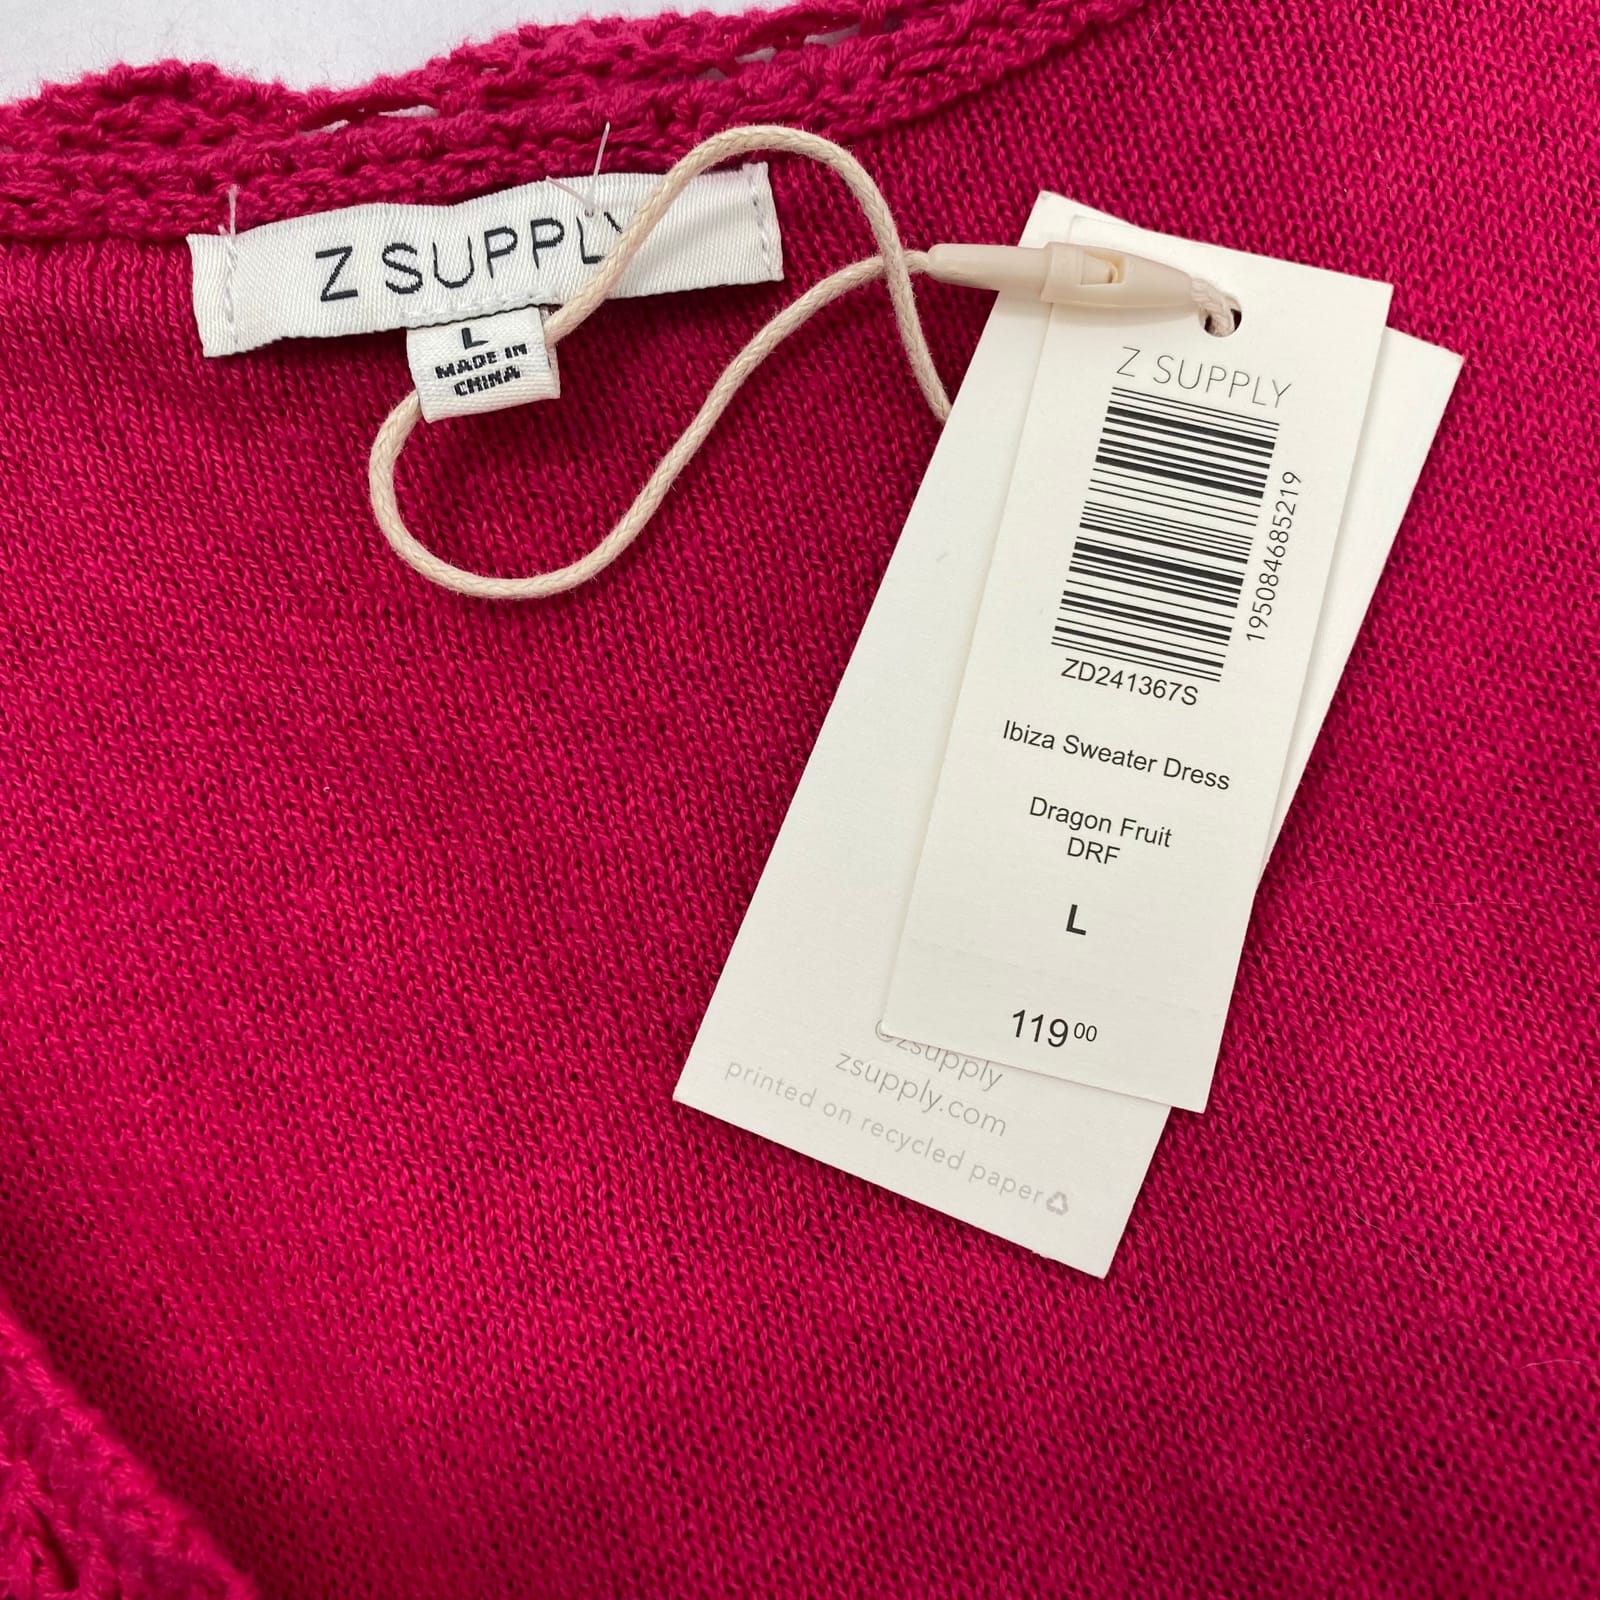 Z SUPPLY
L
MADE IN
CHINA
Z SUPPLY
195084685219
ZD241367S
Ibiza Sweater Dress
Dragon Fruit
DRF
L
119 00
@zsupply
zsupply.com
printed on recycled paper